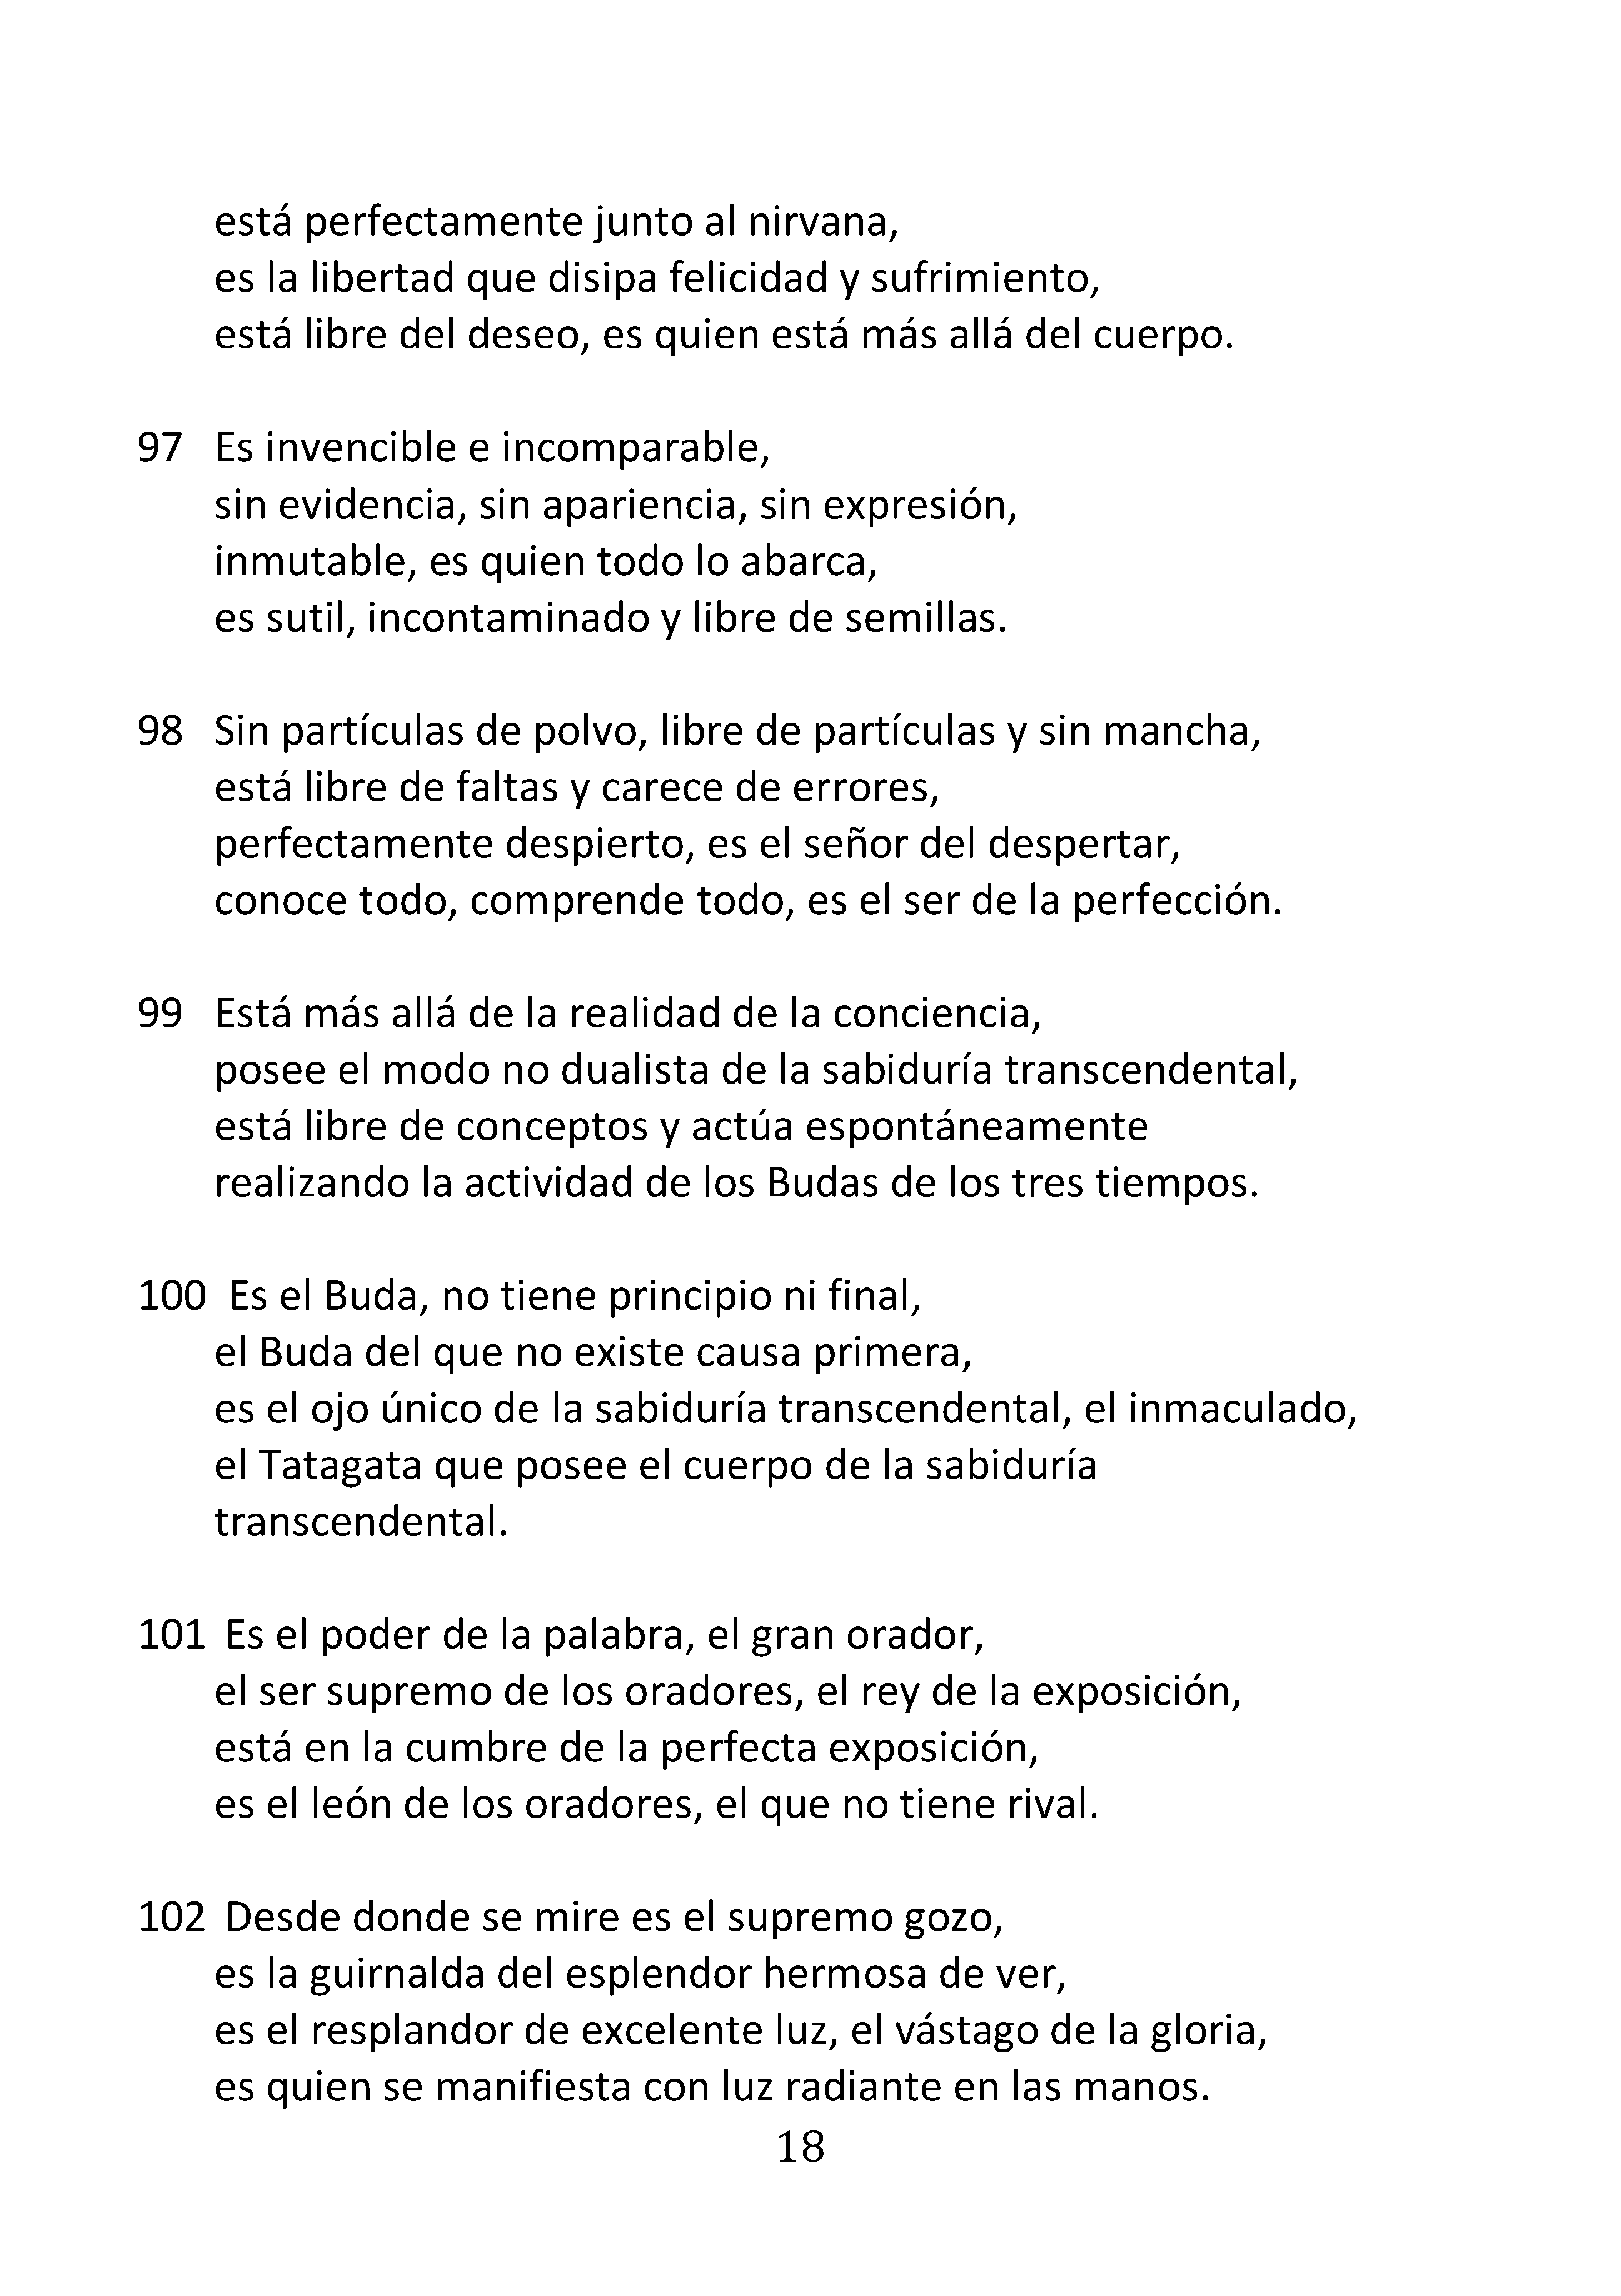 está perfectamente junto al nirvana,
es la libertad que disipa felicidad y sufrimiento,
está libre del deseo, es quien está más allá del cuerpo.
97 Es invencible e incomparable,
sin evidencia, sin apariencia, sin expresión,
inmutable, es quien todo lo abarca,
es sutil, incontaminado y libre de semillas.
98 Sin partículas de polvo, libre de partículas y sin mancha,
está libre de faltas y carece de errores,
perfectamente despierto, es el señor del despertar,
conoce todo, comprende todo, es el ser de la perfección.
99 Está más allá de la realidad de la conciencia,
posee el modo no dualista de la sabiduría transcendental,
está libre de conceptos y actúa espontáneamente
realizando la actividad de los Budas de los tres tiempos.
100 Es el Buda, no tiene principio ni final,
el Buda del que no existe causa primera,
es el ojo único de la sabiduría transcendental, el inmaculado,
el Tatagata que posee el cuerpo de la sabiduría
transcendental.
101 Es el poder de la palabra, el gran orador,
el ser supremo de los oradores, el rey de la exposición,
está en la cumbre de la perfecta exposición,
es el león de los oradores, el que no tiene rival.
102 Desde donde se mire es el supremo gozo,
es la guirnalda del esplendor hermosa de ver,
es el resplandor de excelente luz, el vástago de la gloria,
es quien se manifiesta con luz radiante en las manos.
18